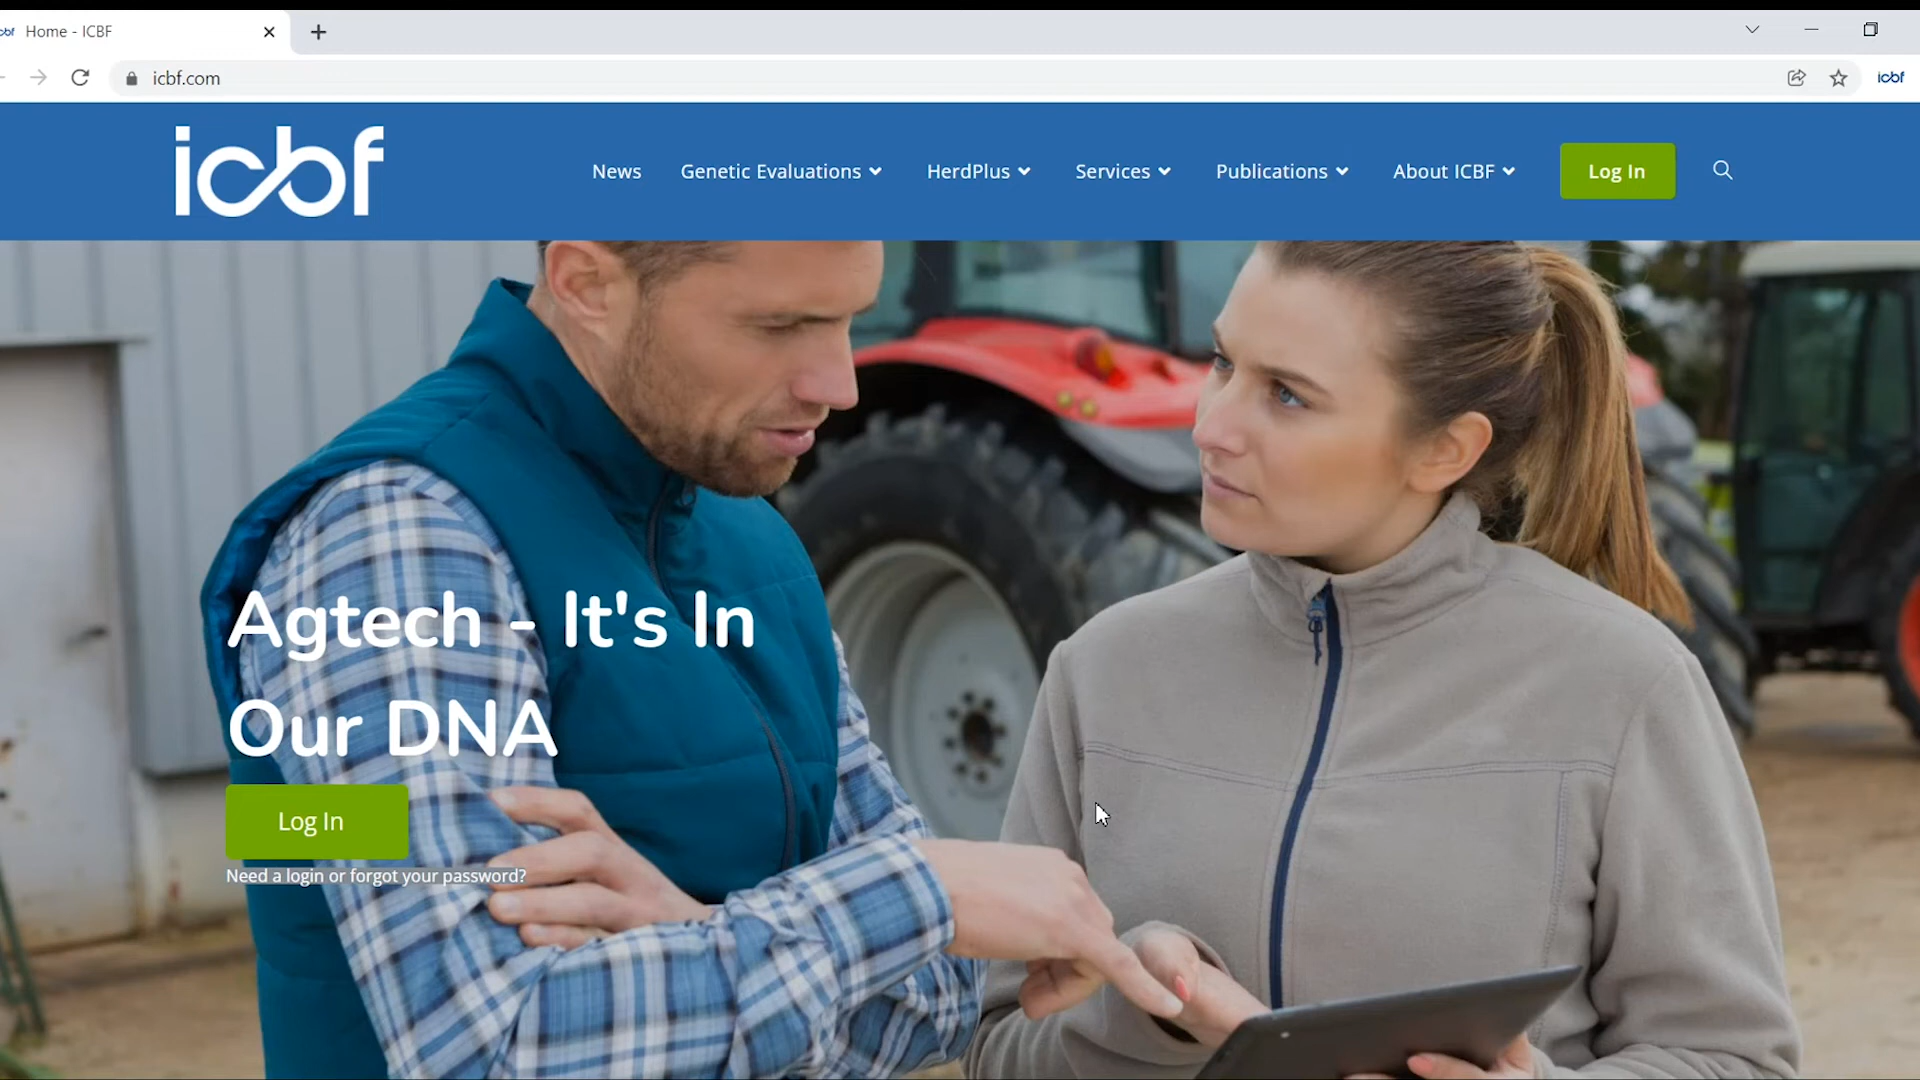 Home - ICBF
icbf.com
icbf
icbf
News
Genetic Evaluations
HerdPlus
Services
Publications
About ICBF
Log In
Agtech - It's In
Our DNA
Log In
Need a login or forgot your password?